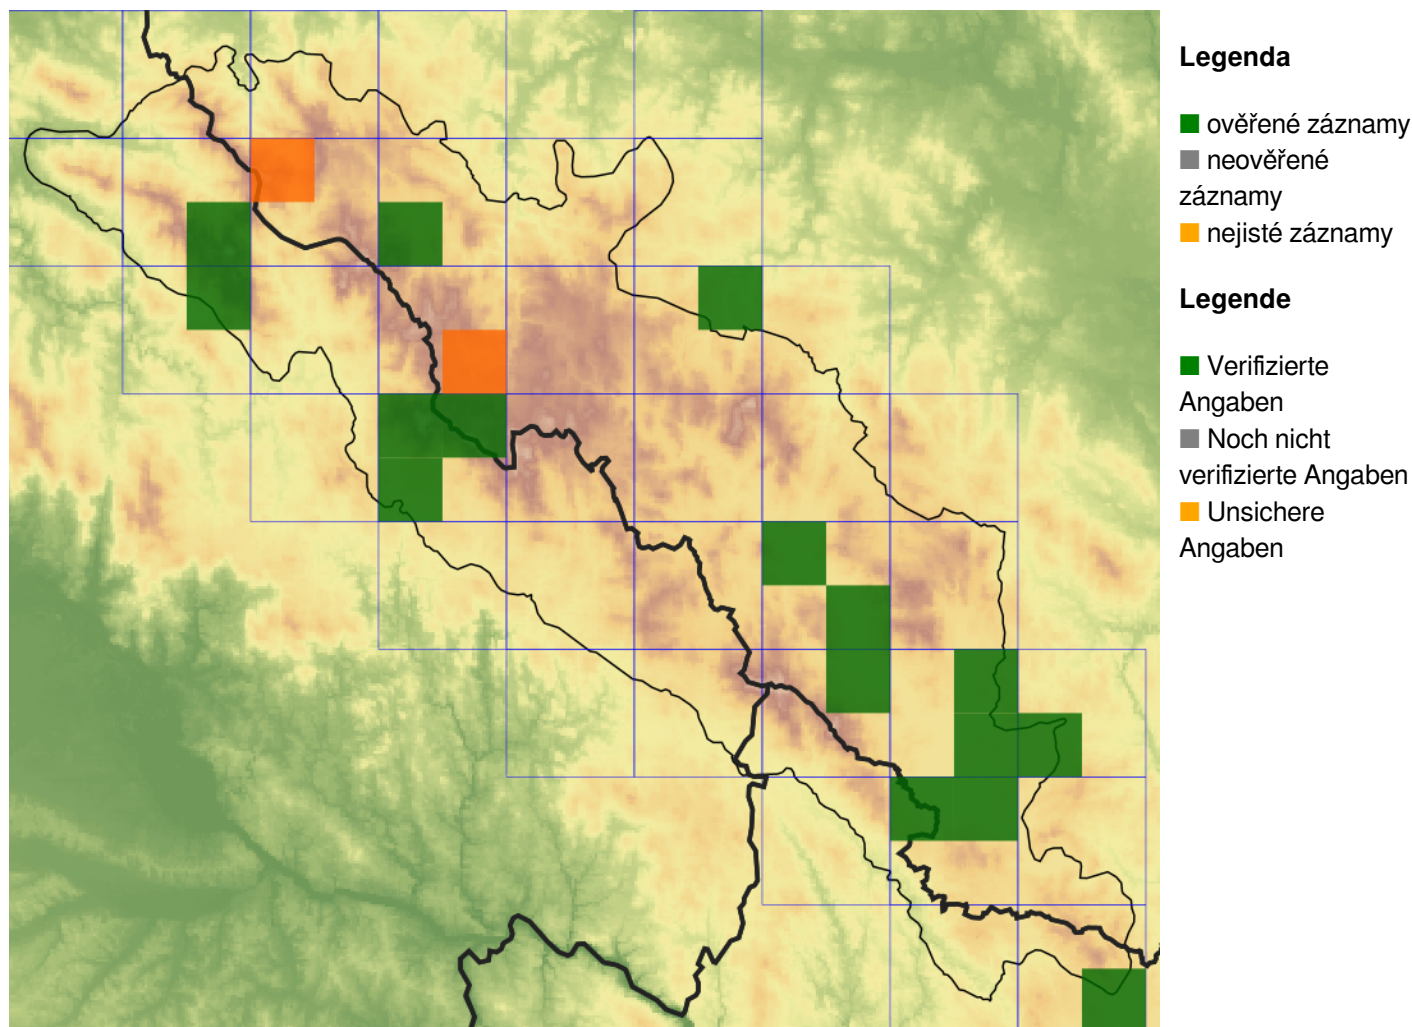 Legenda
ověřené záznamy
neověřené
záznamy
nejisté záznamy
Legende
Verifizierte
Angaben
Noch nicht
verifizierte Angaben
Unsichere
Angaben